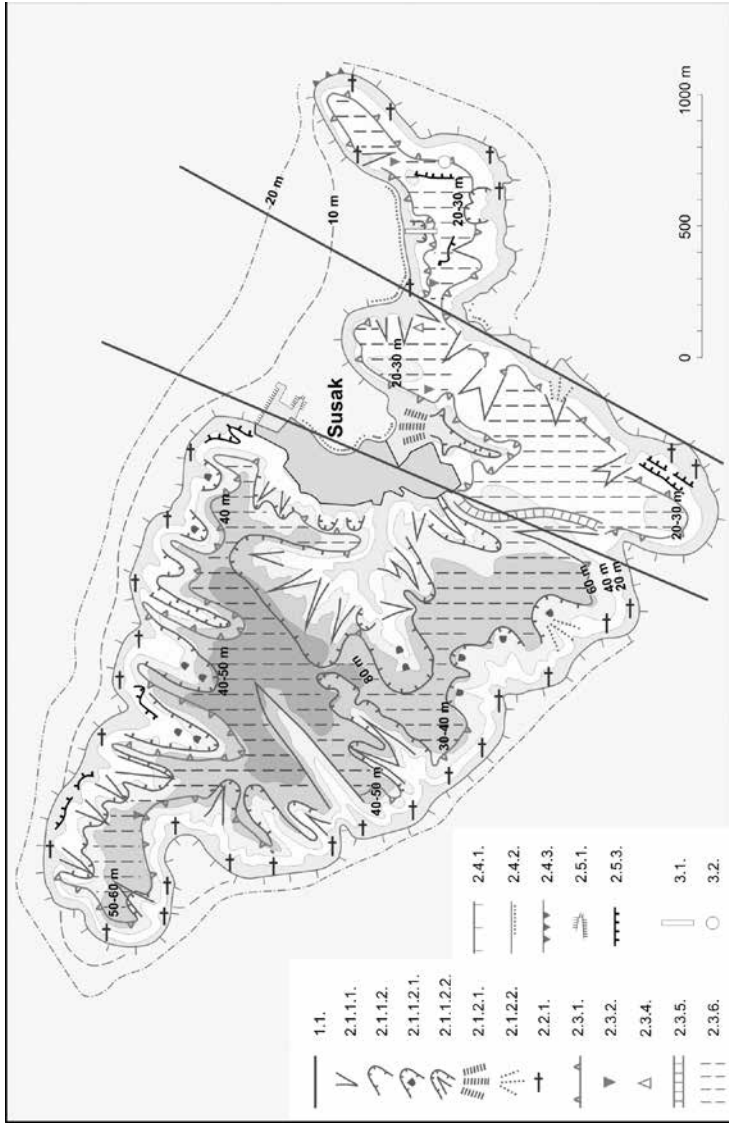 20 m
10 m
Susak
20-30 m
20-30 m
20-30 m
40 m
40-50 m
80 m
60 m
40 m
20 m
30-40 m
40-50 m
50-60 m
0 500 1000 m
1.1.
2.1.1.1.
2.1.1.2.
2.1.1.2.1.
2.1.1.2.2.
2.1.2.1.
2.1.2.2.
2.2.1.
2.3.1.
2.3.2.
2.3.4.
2.3.5.
2.3.6.
2.4.1.
2.4.2.
2.4.3.
2.5.1.
2.5.3.
3.1.
3.2.